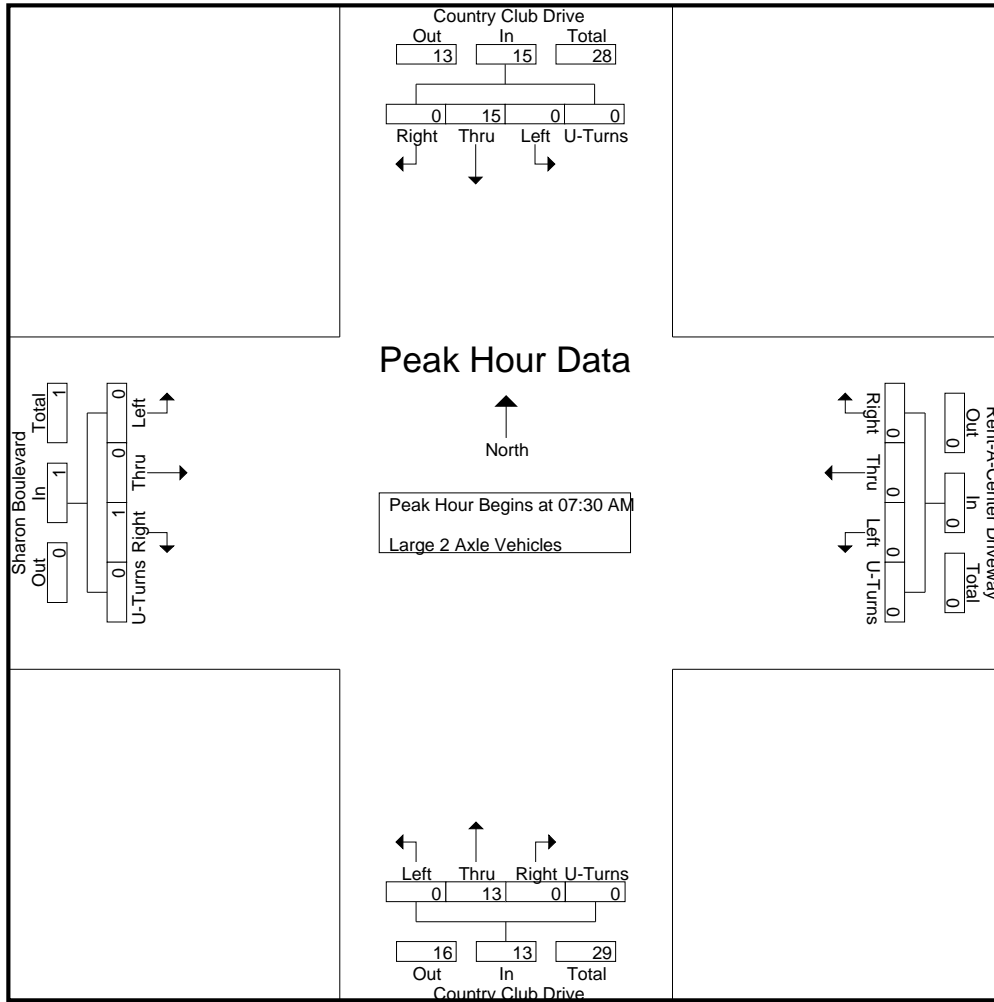 Country Club Drive
Out In Total
13 15 28
0 15 0 0
Right Thru Left U-Turns
Peak Hour Data
North
Peak Hour Begins at 07:30 AM
Large 2 Axle Vehicles
Sharon Boulevard
Total In Out
1 1 0
0 0 1 0
Left Thru Right U-Turns
Right Thru Left U-Turns
0 0 0 0
0 0 0
Out In Total
Rent-A-Center Driveway
Left Thru Right U-Turns
0 13 0 0
16 13 29
Out In Total
Country Club Drive